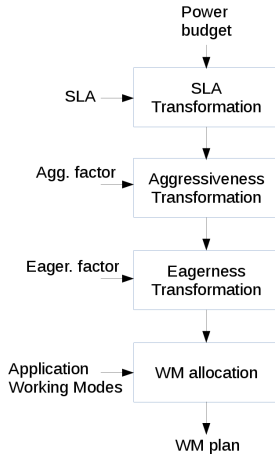 Power
budget
SLA
SLA
Transformation
Agg. factor
Aggressiveness
Transformation
Eager. factor
Eagerness
Transformation
Application
Working Modes
WM allocation
WM plan